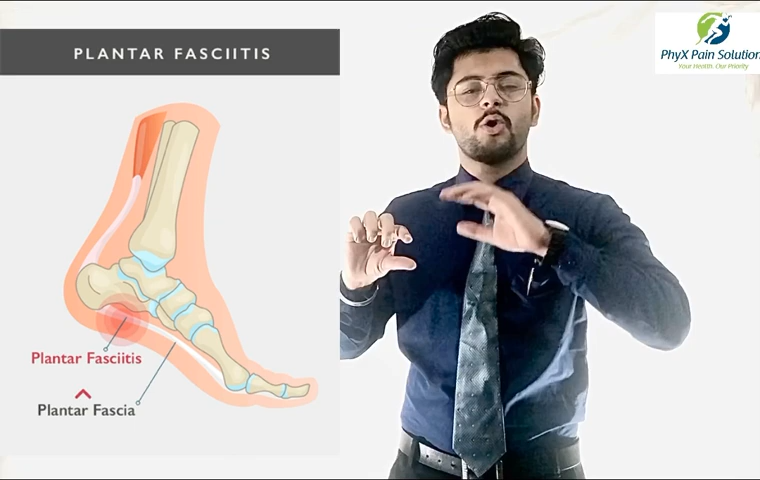 PLANTAR FASCIITIS
PhyX Pain Solution
Your Health, Our Priority
Plantar Fasciitis
Plantar Fascia